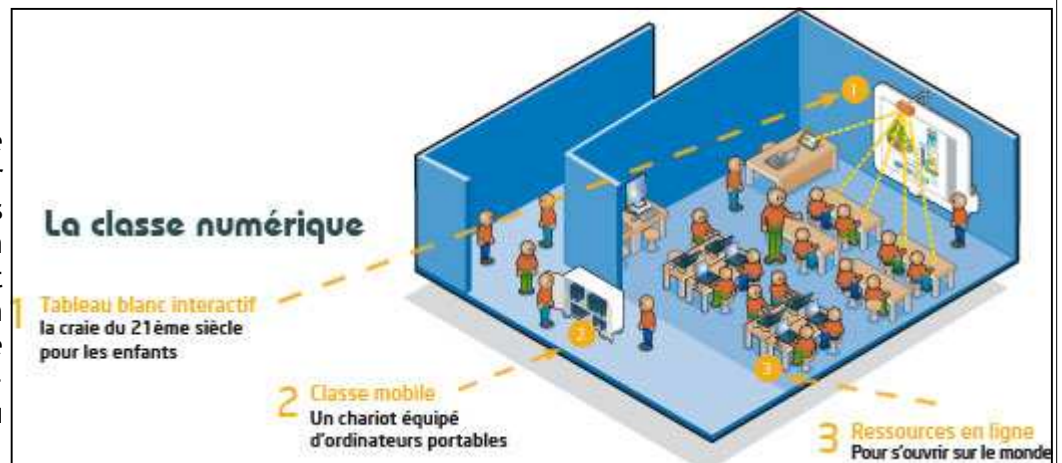 La classe numérique
1 Tableau blanc interactif
la craie du 21ème siècle
pour les enfants
2 Classe mobile
Un chariot équipé
d'ordinateurs portables
3 Ressources en ligne
Pour s'ouvrir sur le monde
1
2
3